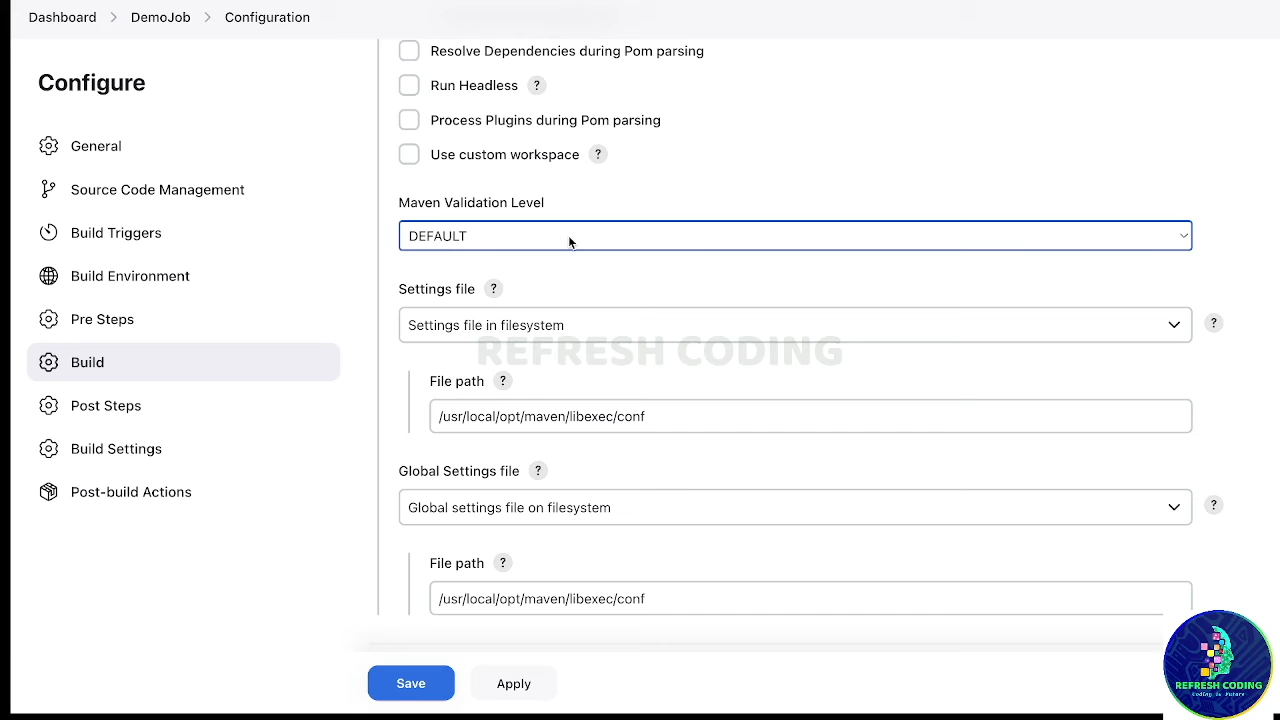 Dashboard > DemoJob > Configuration
Configure
General
Source Code Management
Build Triggers
Build Environment
Pre Steps
Build
Post Steps
Build Settings
Post-build Actions
Resolve Dependencies during Pom parsing
Run Headless ?
Process Plugins during Pom parsing
Use custom workspace ?
Maven Validation Level
DEFAULT
Settings file ?
Settings file in filesystem ?
REFRESH CODING
File path ?
/usr/local/opt/maven/libexec/conf
Global Settings file ?
Global settings file on filesystem ?
File path ?
/usr/local/opt/maven/libexec/conf
Save Apply
REFRESH CODING
Coding is Future